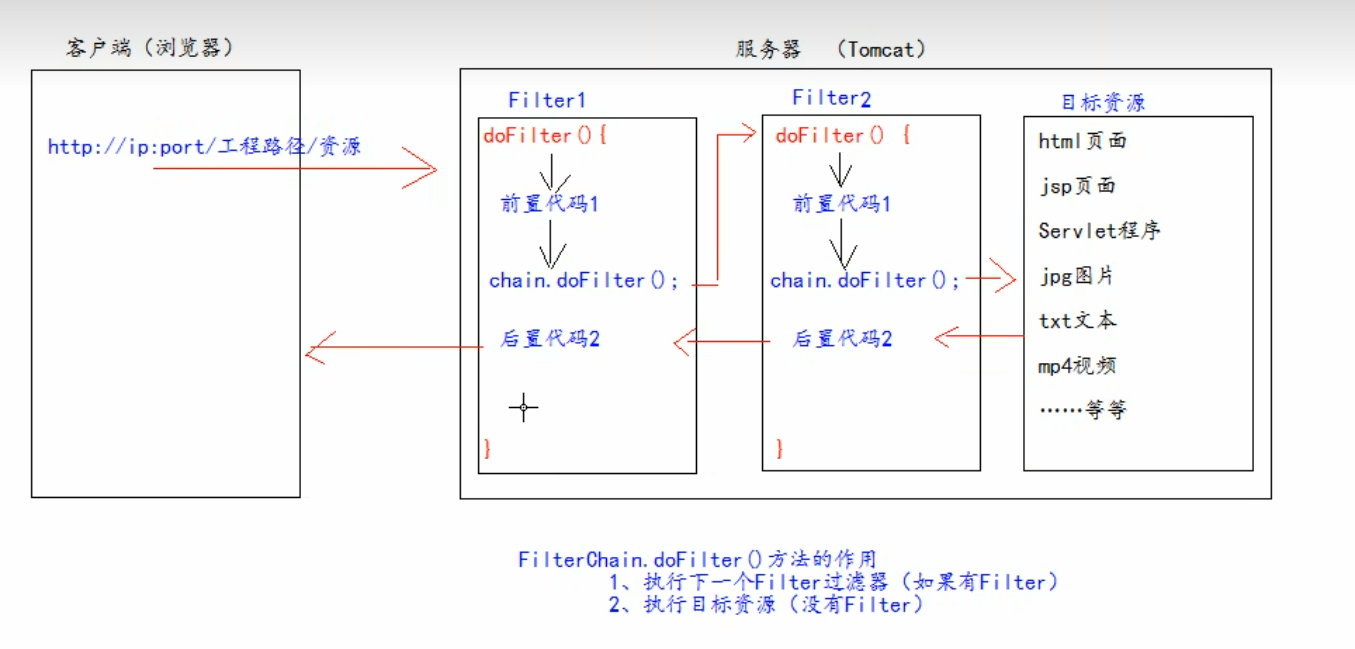 客户端（浏览器）
服务器 （Tomcat）
http://ip:port/工程路径/资源
Filter1
doFilter(){
前置代码1
chain.doFilter();
后置代码2
}
Filter2
doFilter() {
前置代码1
chain.doFilter();
后置代码2
}
目标资源
html页面
jsp页面
Servlet程序
jpg图片
txt文本
mp4视频
……等等
FilterChain.doFilter()方法的作用
1、执行下一个Filter过滤器（如果有Filter）
2、执行目标资源（没有Filter）